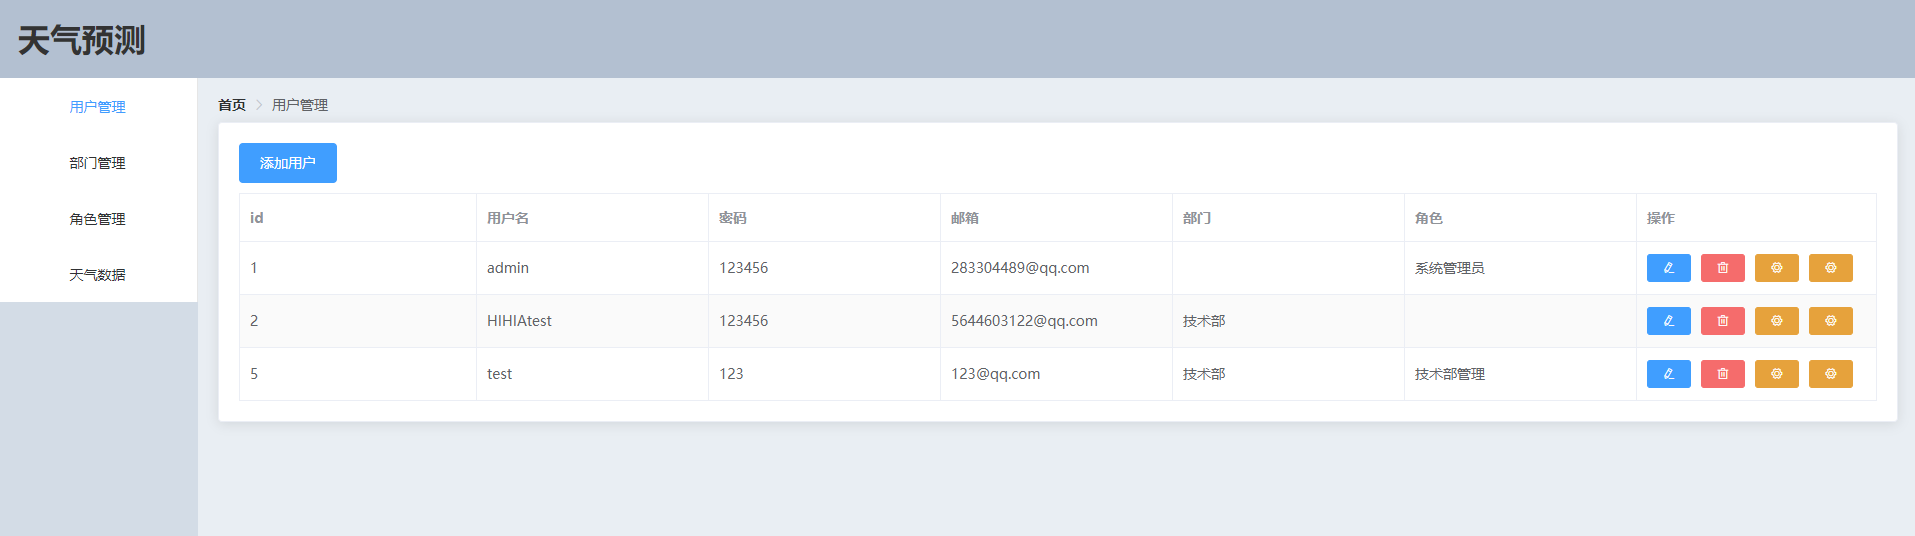 天气预测
用户管理
部门管理
角色管理
天气数据
首页 用户管理
添加用户
id 用户名 密码 邮箱 部门 角色 操作
1 admin 123456 283304489@qq.com 系统管理员
2 HIHIAtest 123456 5644603122@qq.com 技术部
5 test 123 123@qq.com 技术部 技术部管理